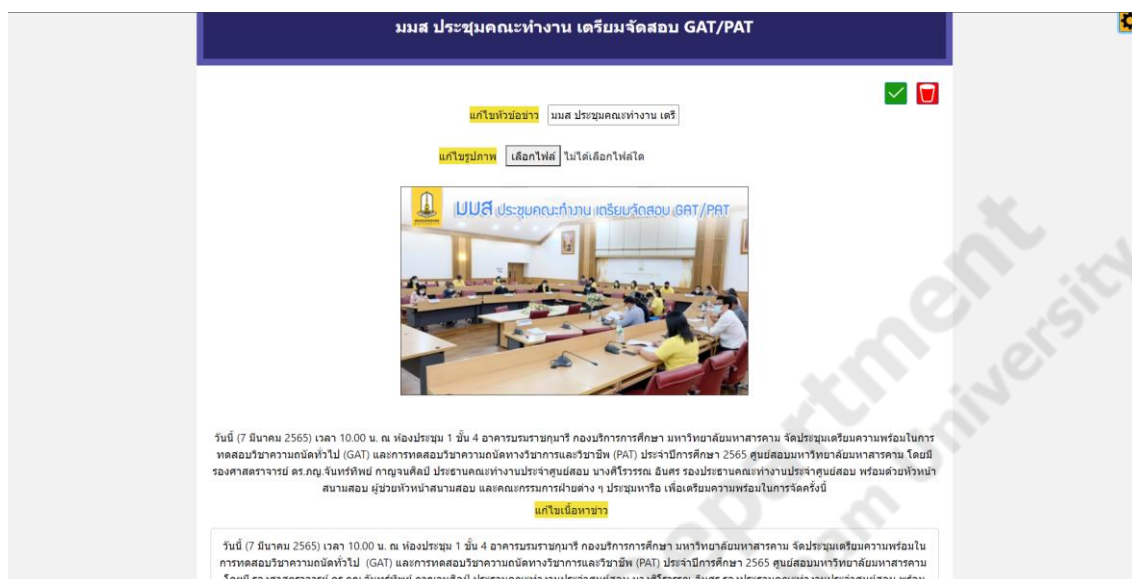 มมส ประชุมคณะทำงาน เตรียมจัดสอบ GAT/PAT
แก้ไขหัวข้อข่าว มมส ประชุมคณะทำงาน เตรี
แก้ไขรูปภาพ เลือกไฟล์ ไม่ได้เลือกไฟล์ใด
มมส ประชุมคณะทำงาน เตรียมจัดสอบ GAT/PAT
วันนี้ (7 มีนาคม 2565) เวลา 10.00 น. ณ ห้องประชุม 1 ชั้น 4 อาคารบรมราชกุมารี กองบริการการศึกษา มหาวิทยาลัยมหาสารคาม จัดประชุมเตรียมความพร้อมในการ
ทดสอบวิชาความถนัดทั่วไป (GAT) และการทดสอบวิชาความถนัดทางวิชาการและวิชาชีพ (PAT) ประจำปีการศึกษา 2565 ศูนย์สอบมหาวิทยาลัยมหาสารคาม โดยมี
รองศาสตราจารย์ ดร.ภญ.จันทร์ทิพย์ กาญจนศิลป์ ประธานคณะทำงานประจำศูนย์สอบ นางศิโรวรรณ อินศร รองประธานคณะทำงานประจำศูนย์สอบ พร้อมด้วยหัวหน้า
สนามสอบ ผู้ช่วยหัวหน้าสนามสอบ และคณะกรรมการฝ่ายต่าง ๆ ประชุมหารือ เพื่อเตรียมความพร้อมในการจัดครั้งนี้
แก้ไขเนื้อหาข่าว
วันนี้ (7 มีนาคม 2565) เวลา 10.00 น. ณ ห้องประชุม 1 ชั้น 4 อาคารบรมราชกุมารี กองบริการการศึกษา มหาวิทยาลัยมหาสารคาม จัดประชุมเตรียมความพร้อมใน
การทดสอบวิชาความถนัดทั่วไป (GAT) และการทดสอบวิชาความถนัดทางวิชาการและวิชาชีพ (PAT) ประจำปีการศึกษา 2565 ศูนย์สอบมหาวิทยาลัยมหาสารคาม